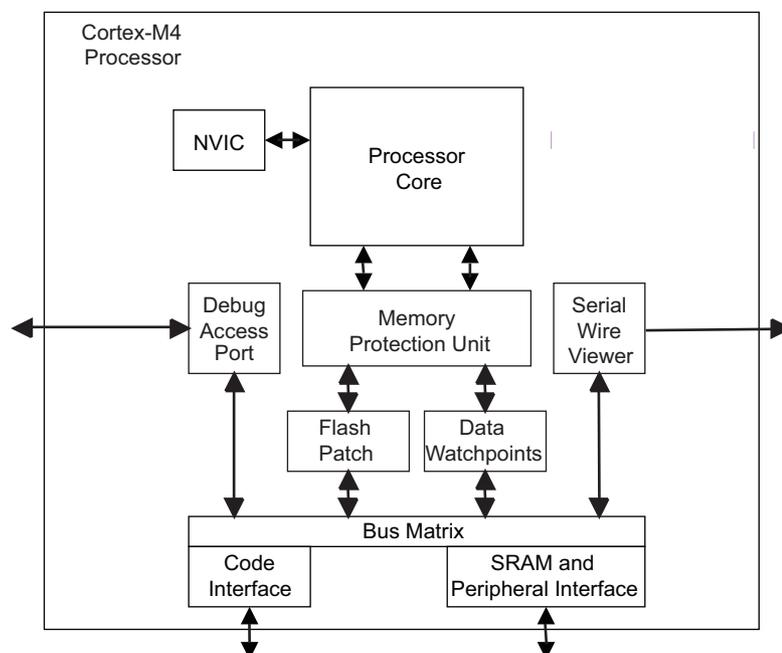 Cortex-M4
Processor
NVIC
Processor
Core
Debug
Access
Port
Memory
Protection Unit
Serial
Wire
Viewer
Flash
Patch
Data
Watchpoints
Bus Matrix
Code
Interface
SRAM and
Peripheral Interface